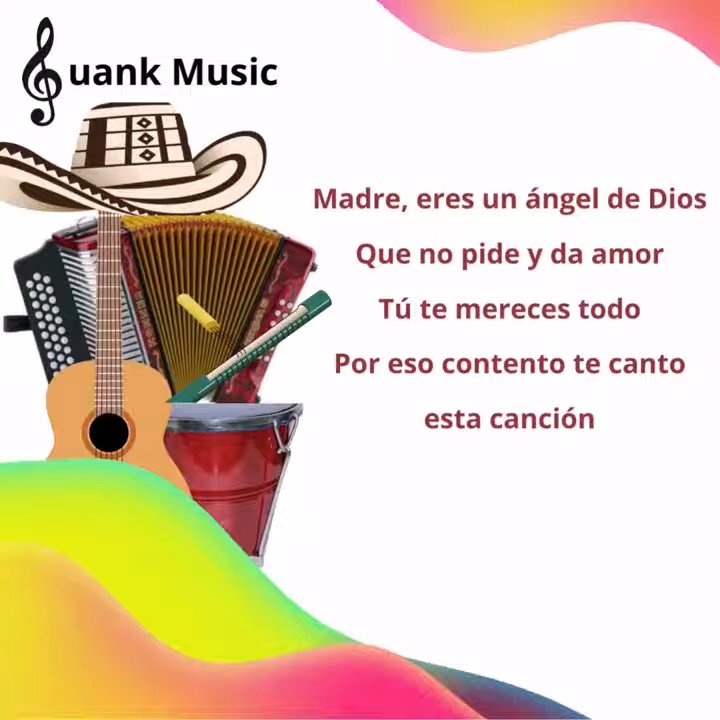 uank Music
Madre, eres un ángel de Dios
Que no pide y da amor
Tú te mereces todo
Por eso contento te canto
esta canción